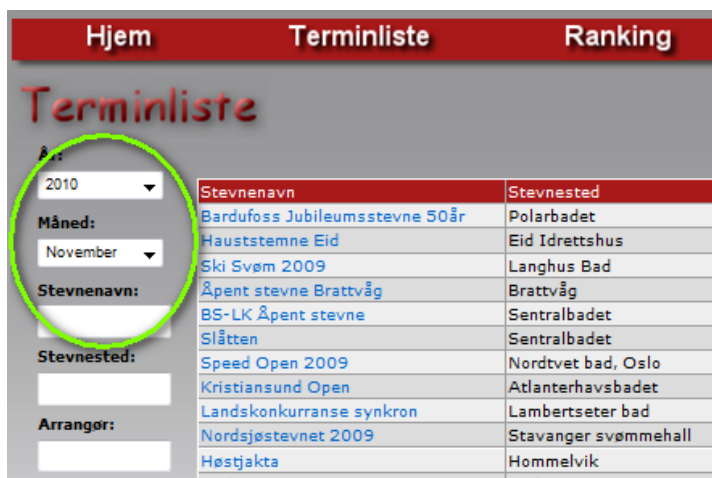 Hjem Terminliste Ranking
Terminliste
År:
2010
Måned:
November
Stevnenavn:
Stevnested:
Arrangør:
Stevnenavn Stevnested
Bardufoss Jubileumsstevne 50år Polarbadet
Hauststemne Eid Eid Idrettshus
Ski Svøm 2009 Langhus Bad
Åpent stevne Brattvåg Brattvåg
BS-LK Åpent stevne Sentralbadet
Slåtten Sentralbadet
Speed Open 2009 Nordtvet bad, Oslo
Kristiansund Open Atlanterhavsbadet
Landskonkurranse synkron Lambertseter bad
Nordsjøstevnet 2009 Stavanger svømmehall
Høstjakta Hommelvik